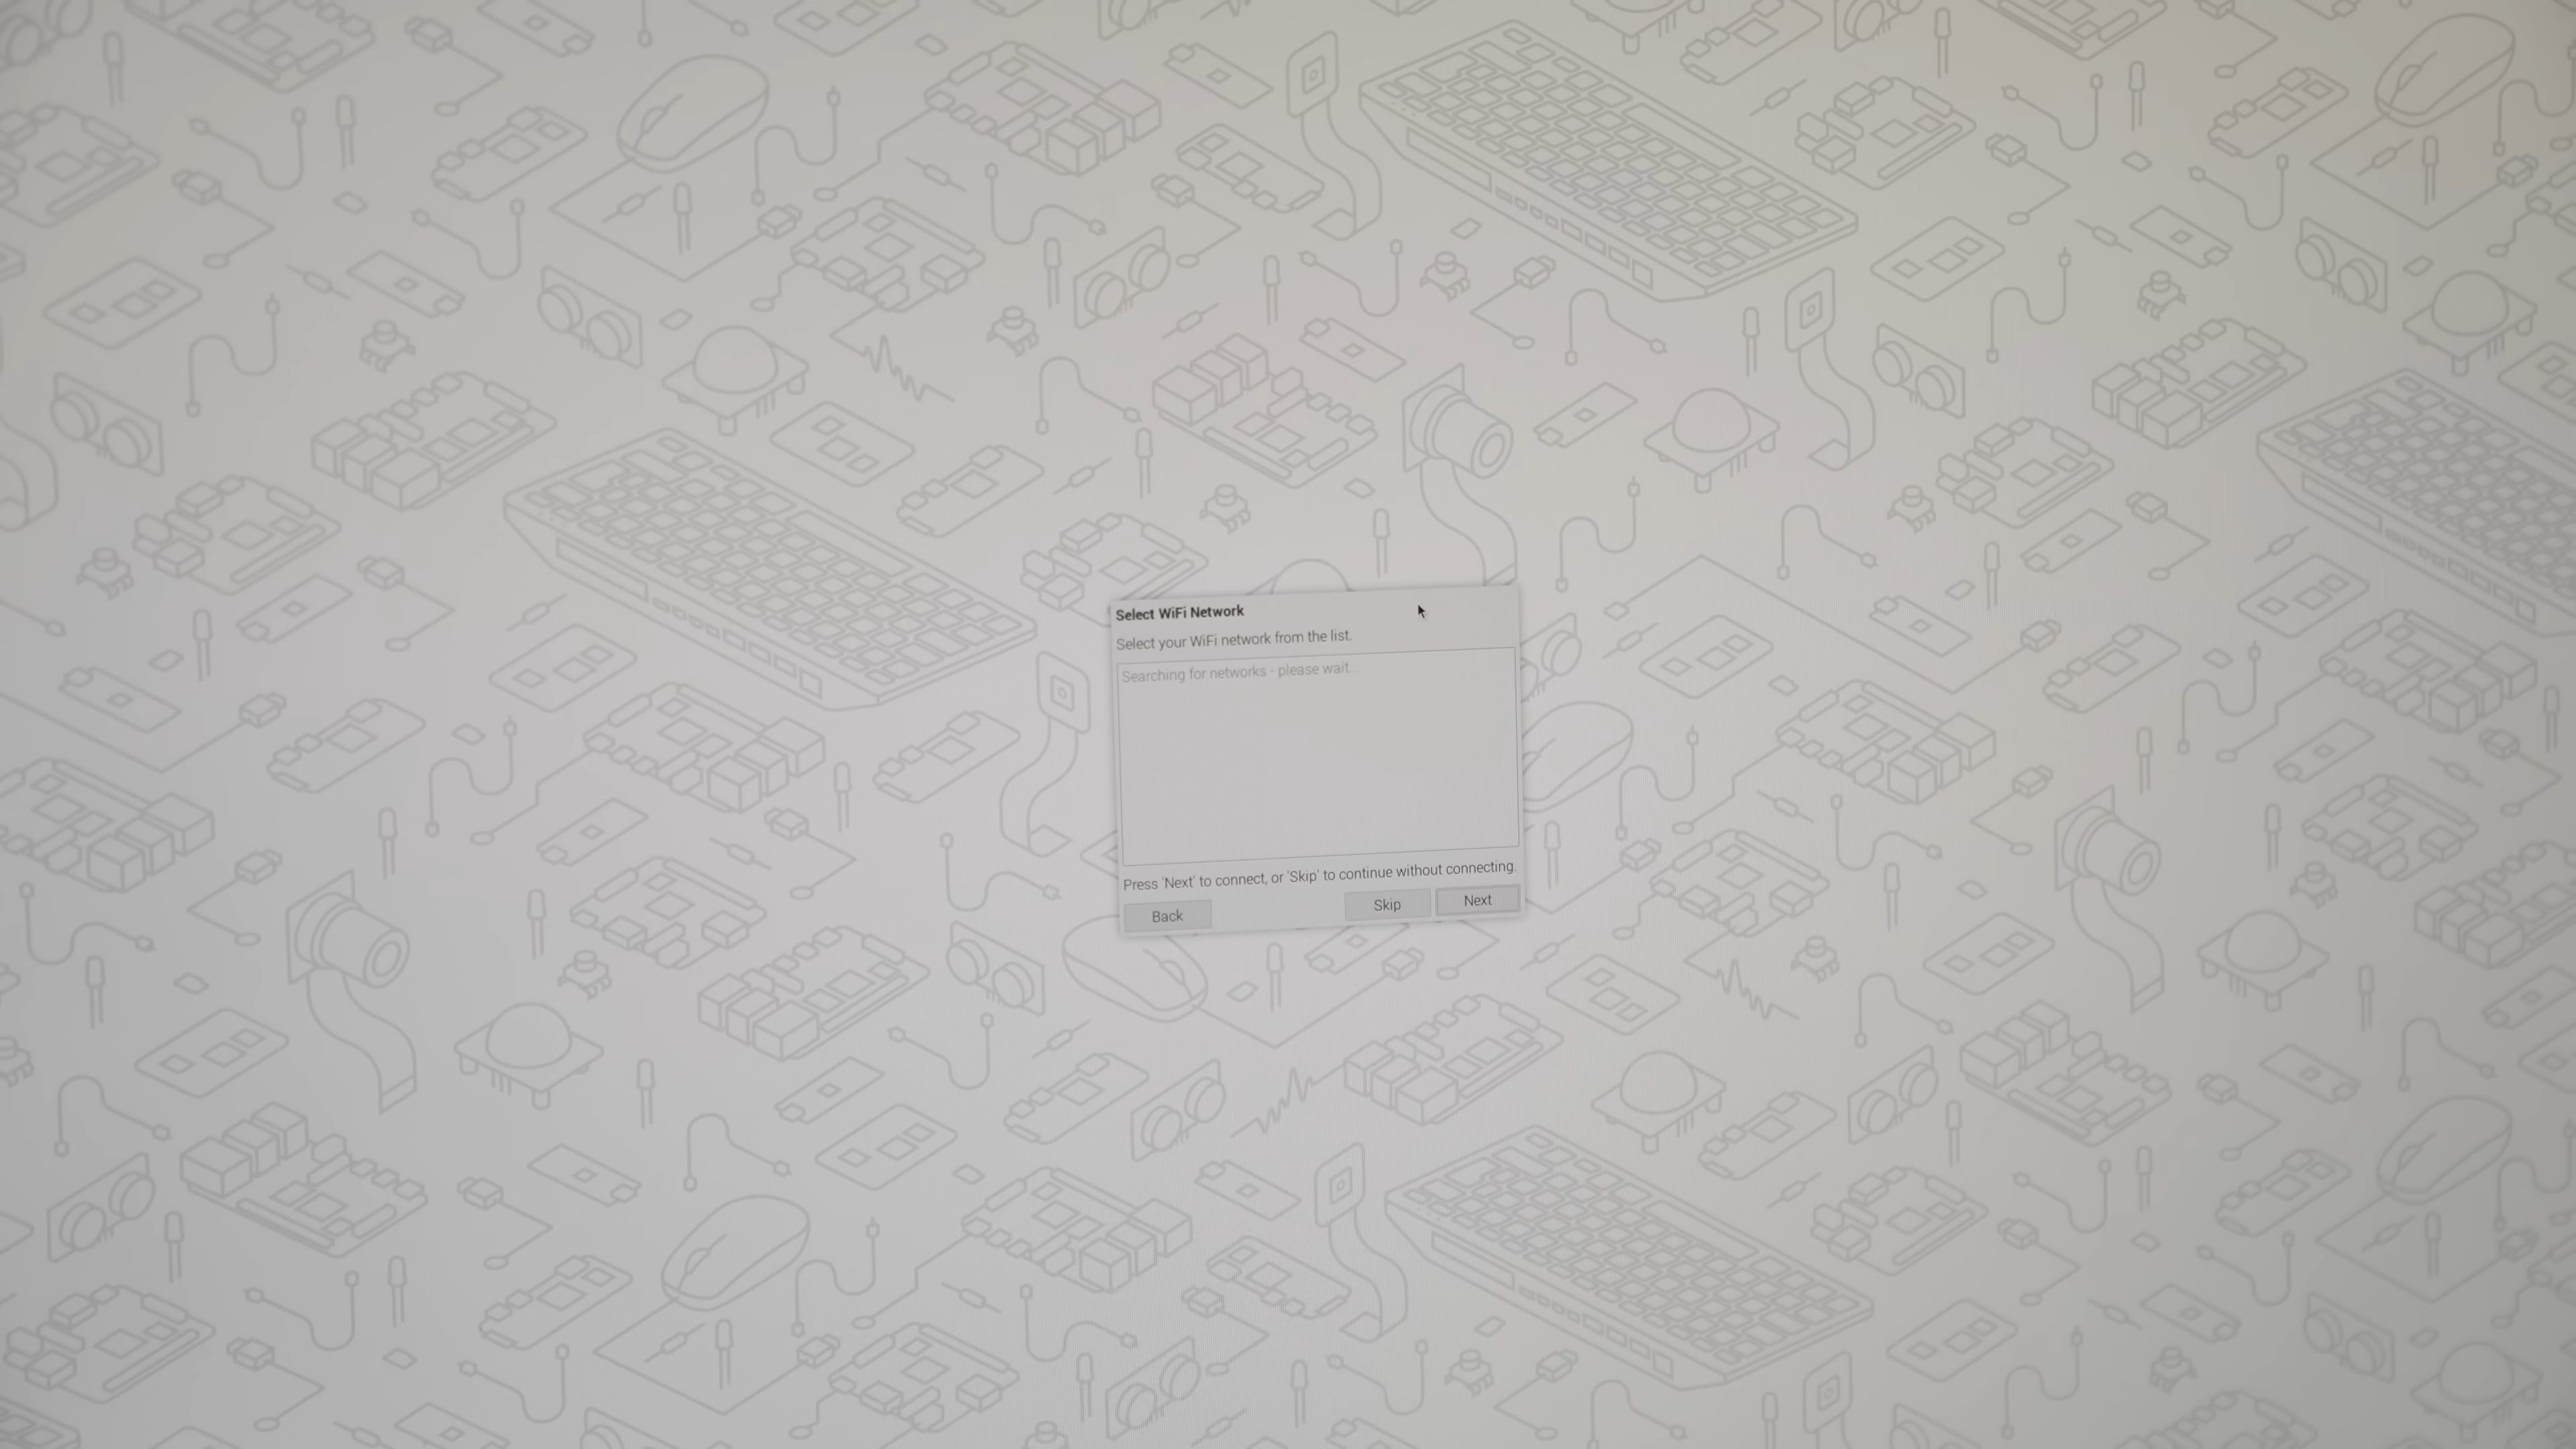 Select WiFi Network
Select your WiFi network from the list.
Searching for networks - please wait...
Press 'Next' to connect, or 'Skip' to continue without connecting.
Back
Skip
Next